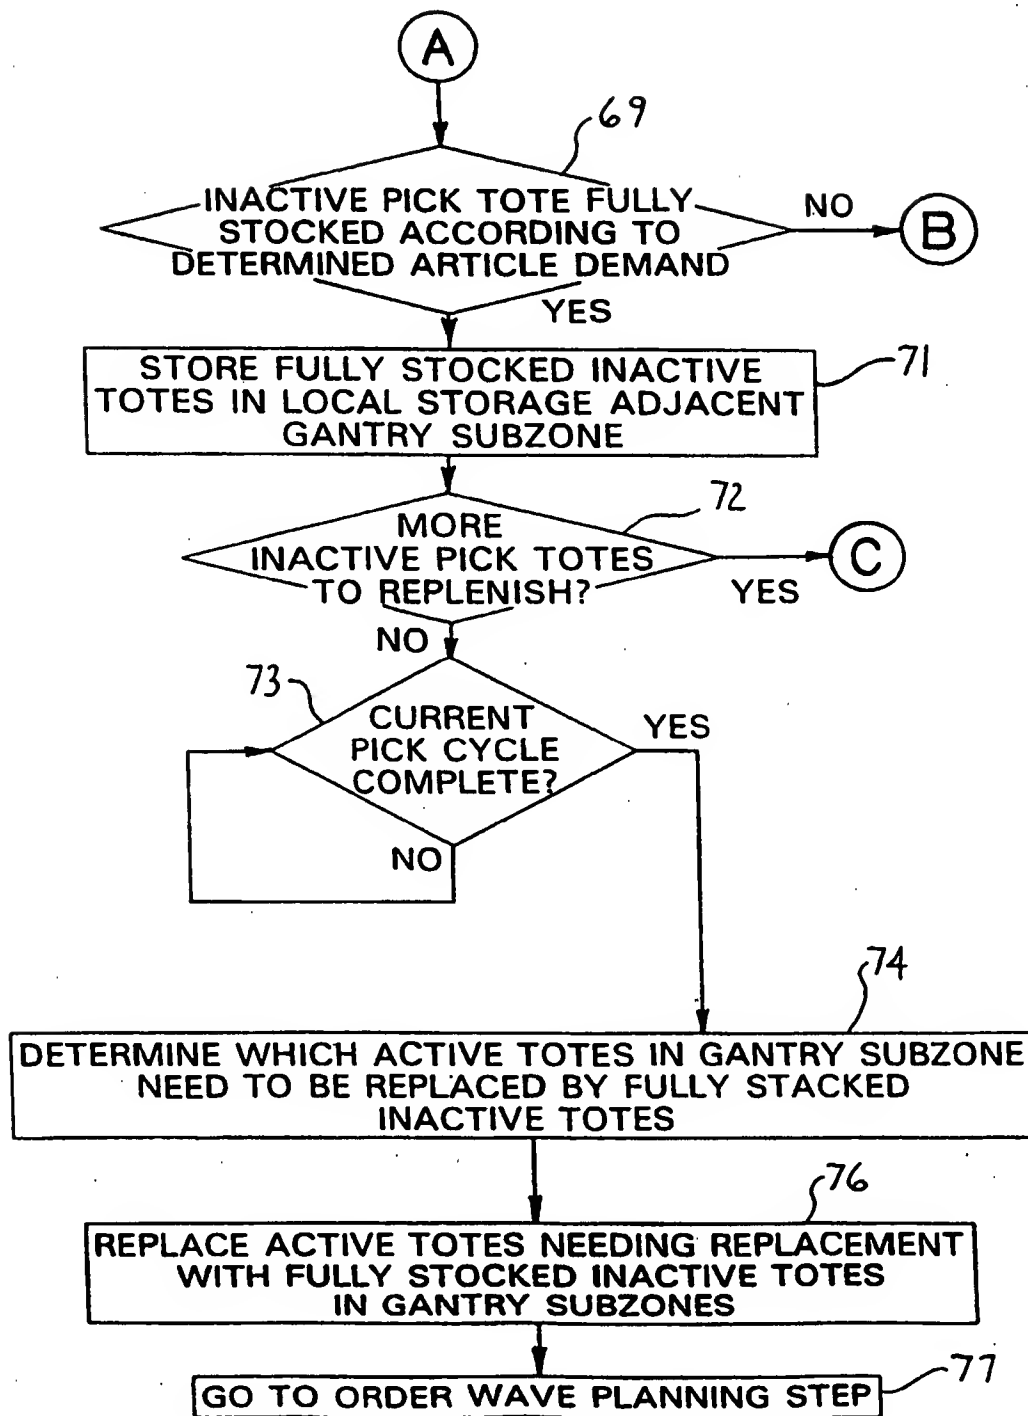 A
69
INACTIVE PICK TOTE FULLY
STOCKED ACCORDING TO
DETERMINED ARTICLE DEMAND
NO
B
YES
71
STORE FULLY STOCKED INACTIVE
TOTES IN LOCAL STORAGE ADJACENT
GANTRY SUBZONE
72
MORE
INACTIVE PICK TOTES
TO REPLENISH?
C
YES
NO
73
CURRENT
PICK CYCLE
COMPLETE?
YES
NO
74
DETERMINE WHICH ACTIVE TOTES IN GANTRY SUBZONE
NEED TO BE REPLACED BY FULLY STACKED
INACTIVE TOTES
76
REPLACE ACTIVE TOTES NEEDING REPLACEMENT
WITH FULLY STOCKED INACTIVE TOTES
IN GANTRY SUBZONES
77
GO TO ORDER WAVE PLANNING STEP